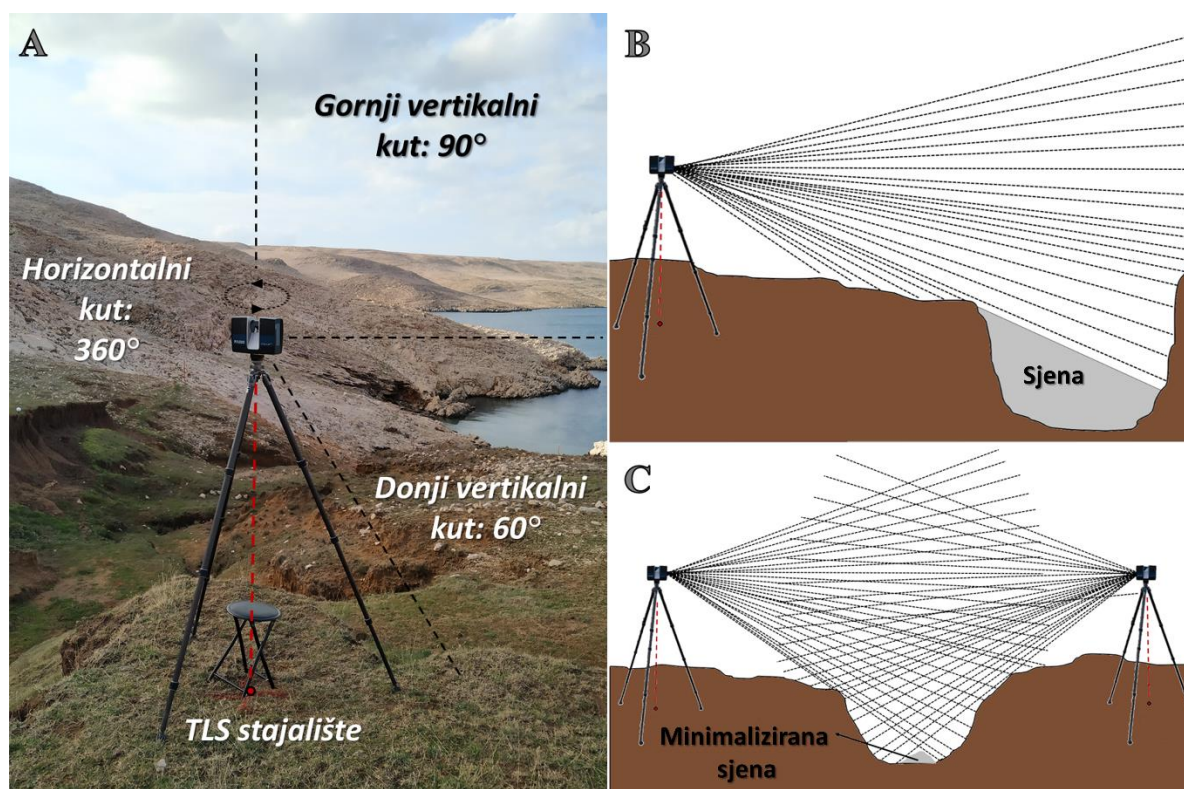 A
Gornji vertikalni
kut: 90°
Horizontalni
kut:
360°
Donji vertikalni
kut: 60°
TLS stajalište
B
Sjena
C
Minimalizirana
sjena